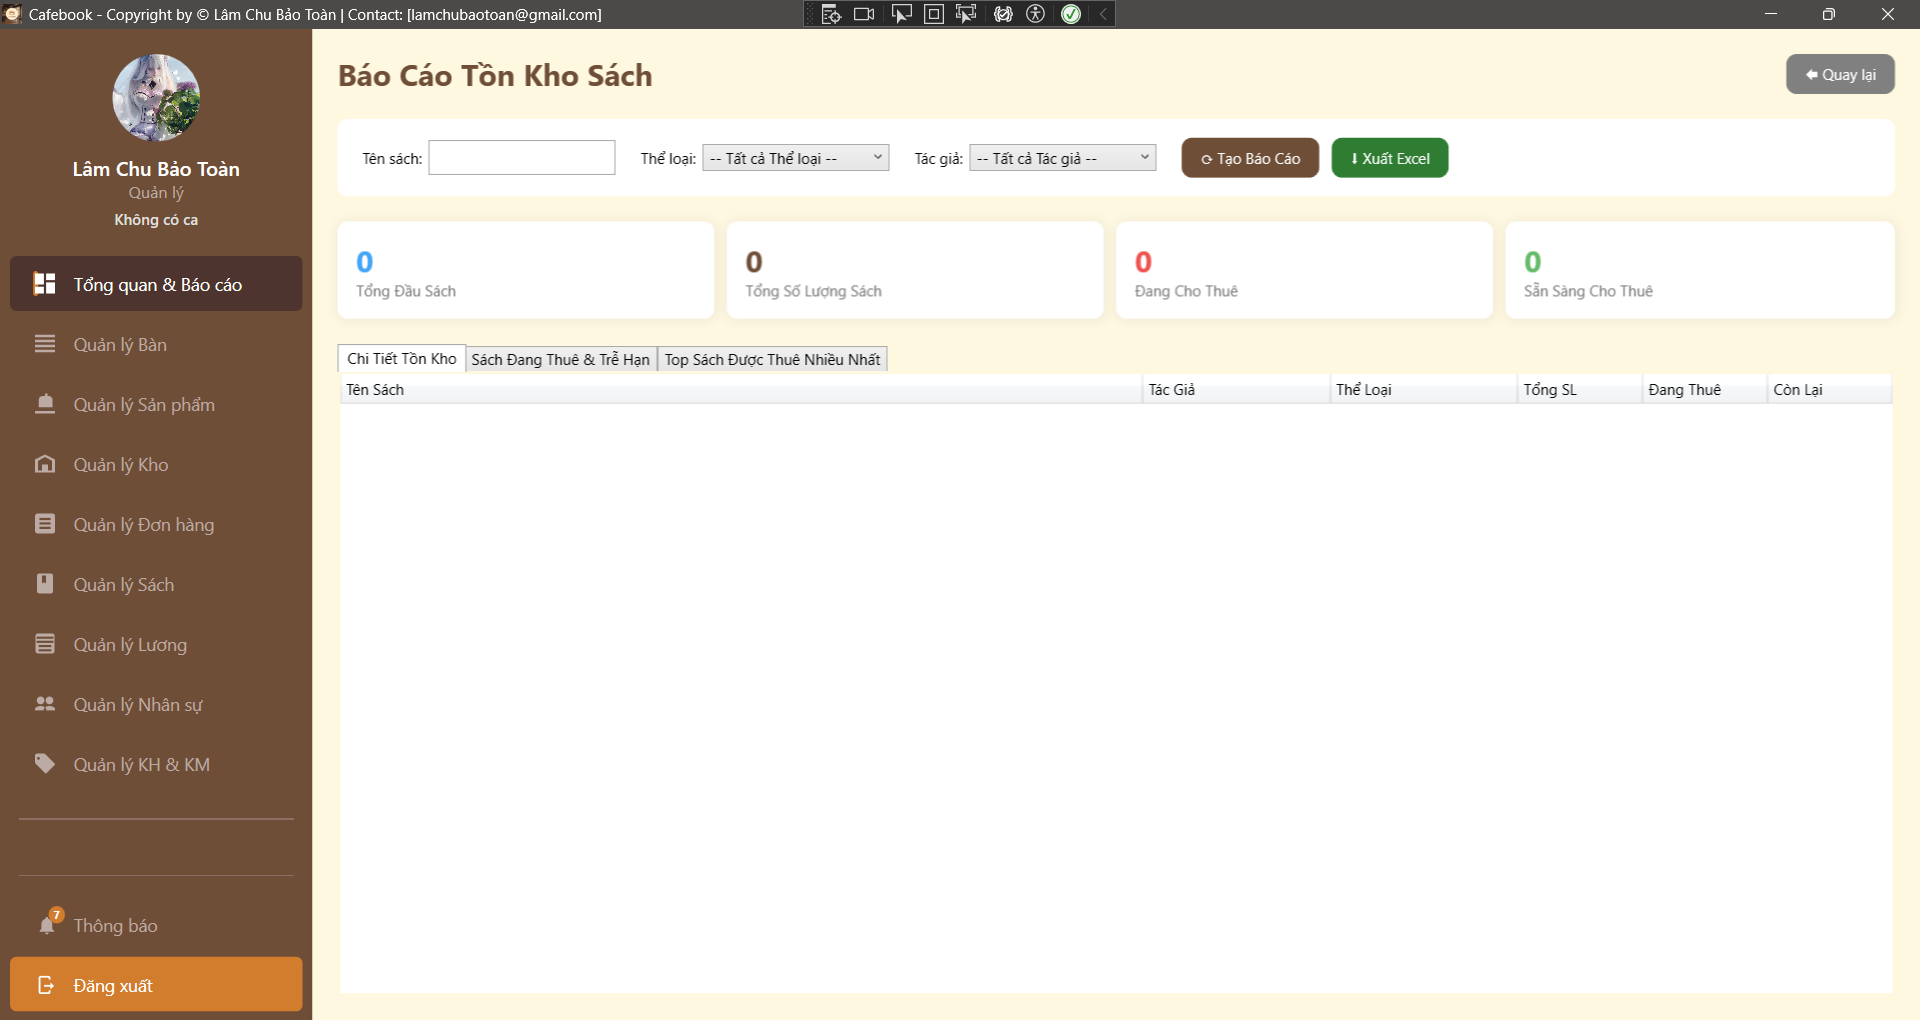 Cafebook - Copyright by © Lâm Chu Bảo Toàn | Contact: [lamchubaotoan@gmail.com]
Lâm Chu Bảo Toàn
Quản lý
Không có ca
Tổng quan & Báo cáo
Quản lý Bàn
Quản lý Sản phẩm
Quản lý Kho
Quản lý Đơn hàng
Quản lý Sách
Quản lý Lương
Quản lý Nhân sự
Quản lý KH & KM
7
Thông báo
Đăng xuất
Báo Cáo Tồn Kho Sách
Quay lại
Tên sách:
Thể loại: -- Tất cả Thể loại --
Tác giả: -- Tất cả Tác giả --
Tạo Báo Cáo
Xuất Excel
0
Tổng Đầu Sách
0
Tổng Số Lượng Sách
0
Đang Cho Thuê
0
Sẵn Sàng Cho Thuê
Chi Tiết Tồn Kho
Sách Đang Thuê & Trễ Hạn
Top Sách Được Thuê Nhiều Nhất
Tên Sách
Tác Giả
Thể Loại
Tổng SL
Đang Thuê
Còn Lại